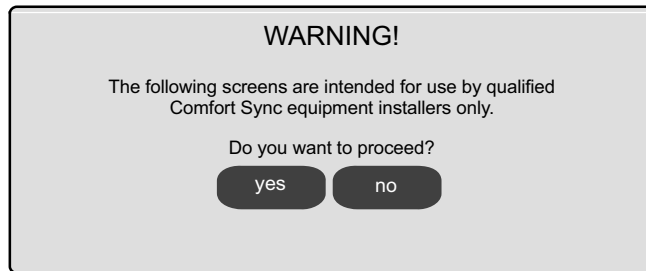 WARNING!
The following screens are intended for use by qualified
Comfort Sync equipment installers only.
Do you want to proceed?
yes no